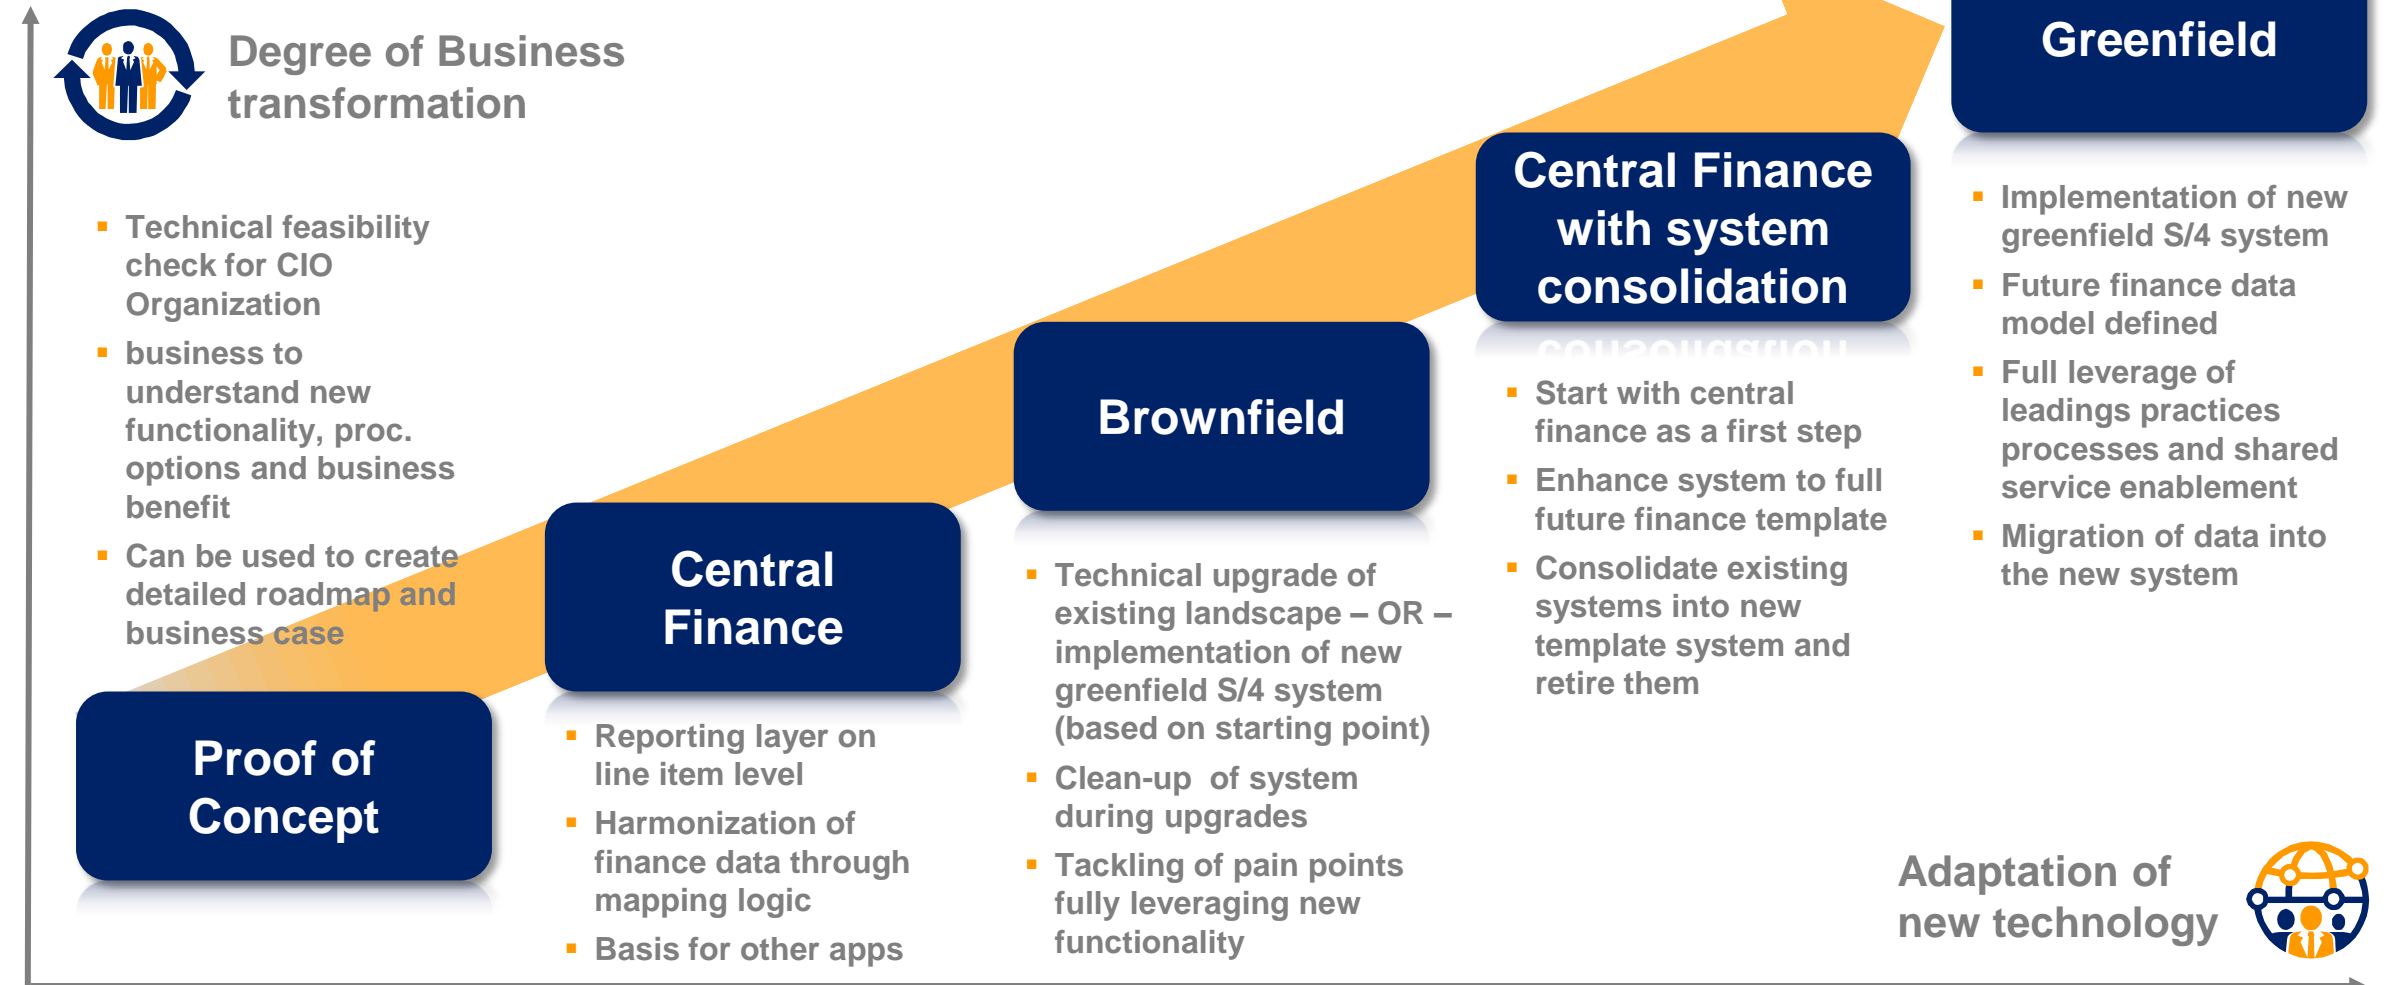 Degree of Business
transformation
Technical feasibility
check for CIO
Organization
business to
understand new
functionality, proc.
options and business
benefit
Can be used to create
detailed roadmap and
business case
Proof of
Concept
Central
Finance
Reporting layer on
line item level
Harmonization of
finance data through
mapping logic
Basis for other apps
Brownfield
Technical upgrade of
existing landscape – OR –
implementation of new
greenfield S/4 system
(based on starting point)
Clean-up  of system
during upgrades
Tackling of pain points
fully leveraging new
functionality
Central Finance
with system
consolidation
Start with central
finance as a first step
Enhance system to full
future finance template
Consolidate existing
systems into new
template system and
retire them
Greenfield
Implementation of new
greenfield S/4 system
Future finance data
model defined
Full leverage of
leadings practices
processes and shared
service enablement
Migration of data into
the new system
Adaptation of
new technology